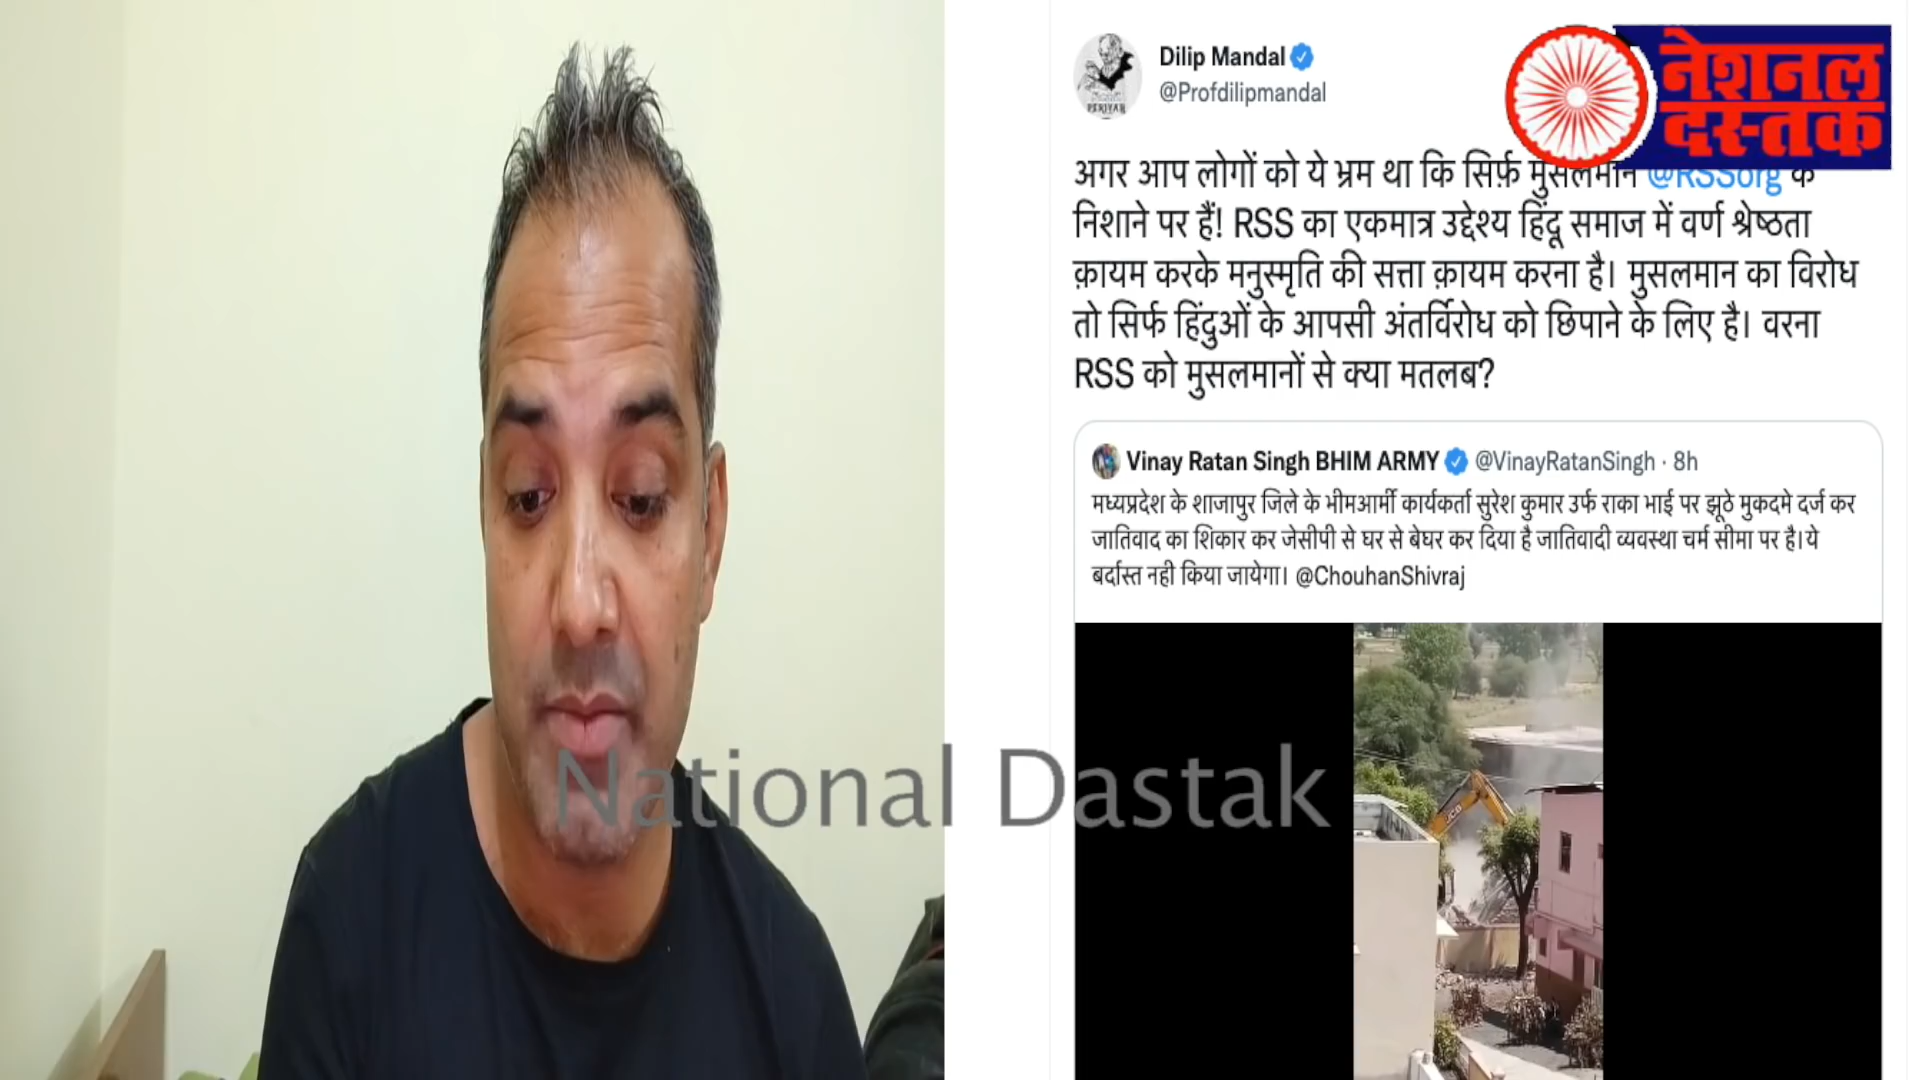 Dilip Mandal
@Profdilipmandal
नेशनल
दस्तक
अगर आप लोगों को ये भ्रम था कि सिर्फ़ मुसलमान @RSSorg के
निशाने पर हैं! RSS का एकमात्र उद्देश्य हिंदू समाज में वर्ण श्रेष्ठता
क़ायम करके मनुस्मृति की सत्ता क़ायम करना है। मुसलमान का विरोध
तो सिर्फ हिंदुओं के आपसी अंतर्विरोध को छिपाने के लिए है। वरना
RSS को मुसलमानों से क्या मतलब?
Vinay Ratan Singh BHIM ARMY @VinayRatanSingh · 8h
मध्यप्रदेश के शाजापुर जिले के भीमआर्मी कार्यकर्ता सुरेश कुमार उर्फ राका भाई पर झूठे मुकदमे दर्ज कर
जातिवाद का शिकार कर जेसीपी से घर से बेघर कर दिया है जातिवादी व्यवस्था चर्म सीमा पर है।ये
बर्दास्त नही किया जायेगा। @ChouhanShivraj
National Dastak
JCB
PERIYAR